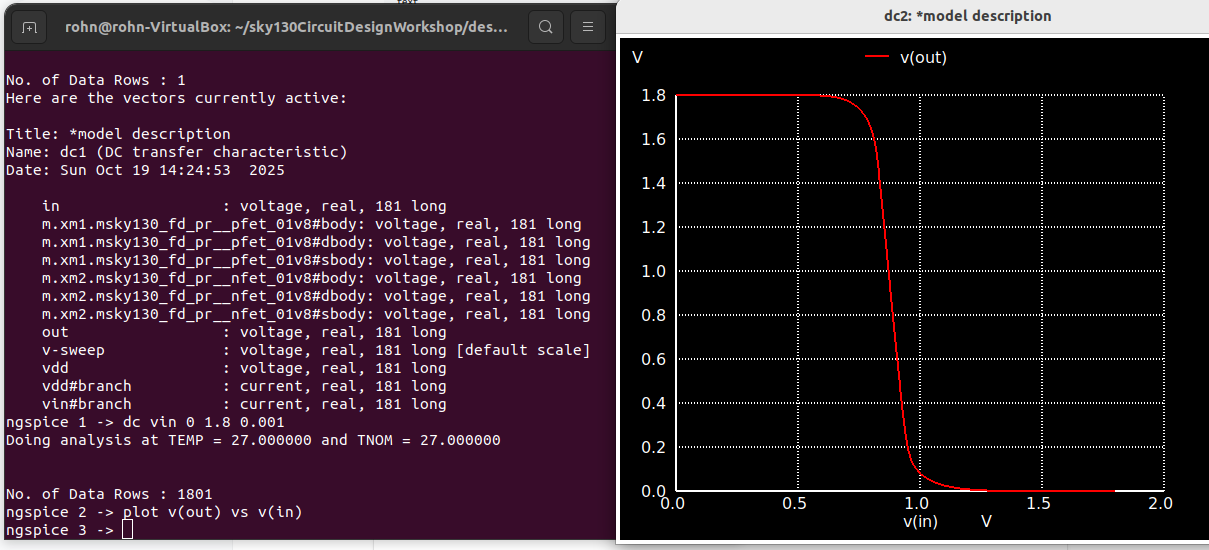 text
rohn@rohn-VirtualBox: ~/sky130CircuitDesignWorkshop/des...
No. of Data Rows : 1
Here are the vectors currently active:
Title: *model description
Name: dc1 (DC transfer characteristic)
Date: Sun Oct 19 14:24:53  2025
in                  : voltage, real, 181 long
m.xm1.msky130_fd_pr__pfet_01v8#body: voltage, real, 181 long
m.xm1.msky130_fd_pr__pfet_01v8#dbody: voltage, real, 181 long
m.xm1.msky130_fd_pr__pfet_01v8#sbody: voltage, real, 181 long
m.xm2.msky130_fd_pr__nfet_01v8#body: voltage, real, 181 long
m.xm2.msky130_fd_pr__nfet_01v8#dbody: voltage, real, 181 long
m.xm2.msky130_fd_pr__nfet_01v8#sbody: voltage, real, 181 long
out                 : voltage, real, 181 long
v-sweep             : voltage, real, 181 long [default scale]
vdd                 : voltage, real, 181 long
vdd#branch          : current, real, 181 long
vin#branch          : current, real, 181 long
ngspice 1 -> dc vin 0 1.8 0.001
Doing analysis at TEMP = 27.000000 and TNOM = 27.000000
No. of Data Rows : 1801
ngspice 2 -> plot v(out) vs v(in)
ngspice 3 ->
dc2: *model description
V
v(out)
1.8
1.6
1.4
1.2
1.0
0.8
0.6
0.4
0.2
0.0
0.0 0.5 1.0 1.5 2.0
v(in) V